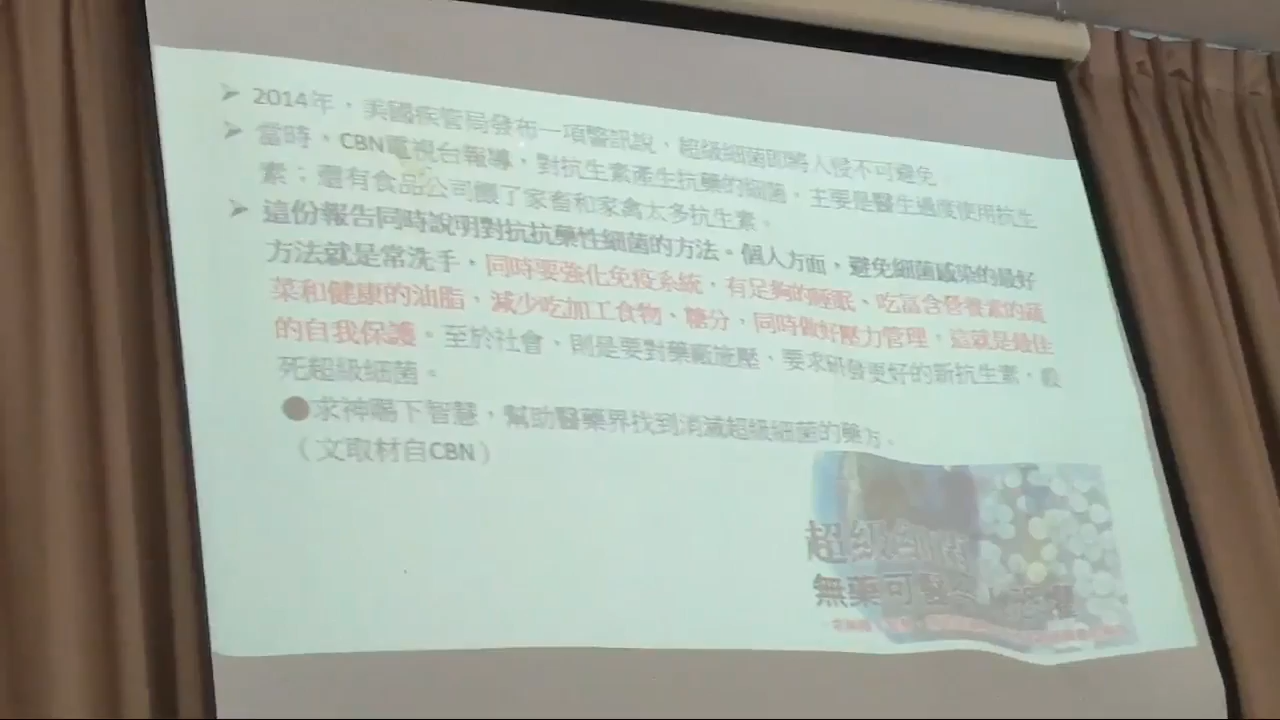 ➢ 2014年，美國疾管局發布一項警訊說，超級細菌即將入侵不可避免
➢ 當時，CBN電視台報導，對抗生素產生抗藥的細菌，主要是醫生過度使用抗生
素；還有食品公司餵了家畜和家禽太多抗生素。
➢ 這份報告同時說明對抗抗藥性細菌的方法。個人方面，避免細菌感染的最好
方法就是常洗手，同時要強化免疫系統，有足夠的睡眠、吃富含營養素的蔬
菜和健康的油脂，減少吃加工食物、糖分，同時做好壓力管理，這就是最佳
的自我保護。至於社會，則是要對藥廠施壓，要求研發更好的新抗生素，殺
死超級細菌。
●求神賜下智慧，幫助醫藥界找到消滅超級細菌的藥方。
（文取材自CBN）
超級細菌
無藥可醫